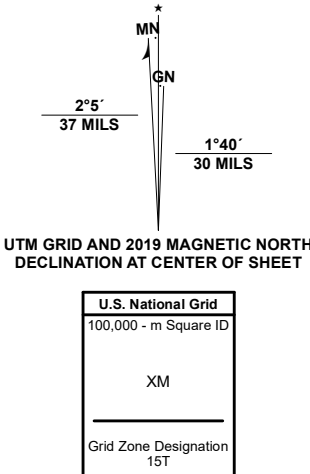 MN
GN
2°5´
37 MILS
1°40´
30 MILS
UTM GRID AND 2019 MAGNETIC NORTH
DECLINATION AT CENTER OF SHEET
U.S. National Grid
100,000 - m Square ID
XM
Grid Zone Designation
15T